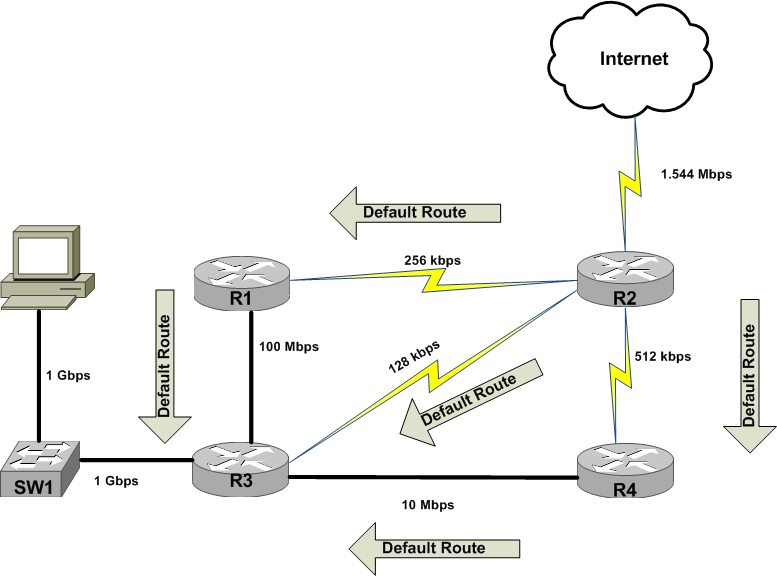 Internet
1.544 Mbps
Default Route
256 kbps
R1
R2
100 Mbps
128 kbps
512 kbps
Default Route
Default Route
Default Route
1 Gbps
SW1
1 Gbps
R3
R4
10 Mbps
Default Route